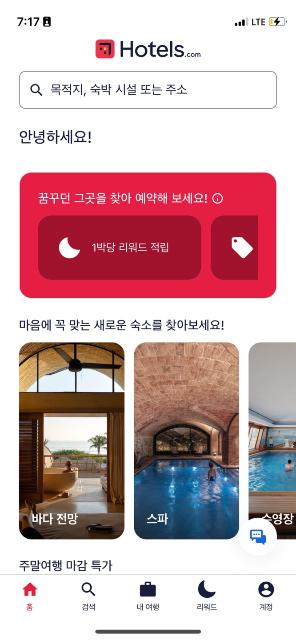 7:17
LTE
Hotels.com
목적지, 숙박 시설 또는 주소
안녕하세요!
꿈꾸던 그곳을 찾아 예약해 보세요!
1박당 리워드 적립
마음에 꼭 맞는 새로운 숙소를 찾아보세요!
바다 전망
스파
수영장
주말여행 마감 특가
홈
검색
내 여행
리워드
계정